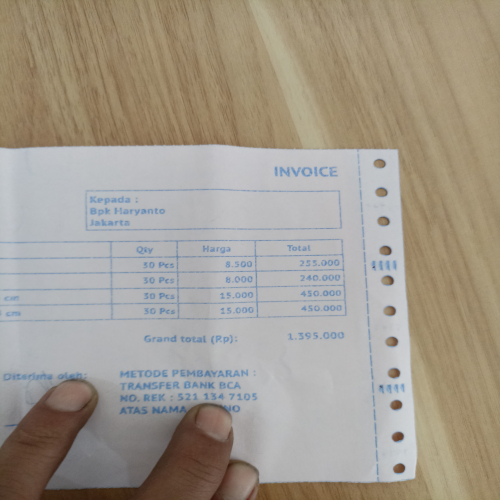 INVOICE
Kepada :
Bpk Haryanto
Jakarta
Qty Harga Total
30 Pcs 8.500 255.000
30 Pcs 8.000 240.000
cm 30 Pcs 15.000 450.000
cm 30 Pcs 15.000 450.000
Grand total (Rp): 1.395.000
Diterima oleh:
METODE PEMBAYARAN :
TRANSFER BANK BCA
NO. REK : 521 134 7105
ATAS NAMA